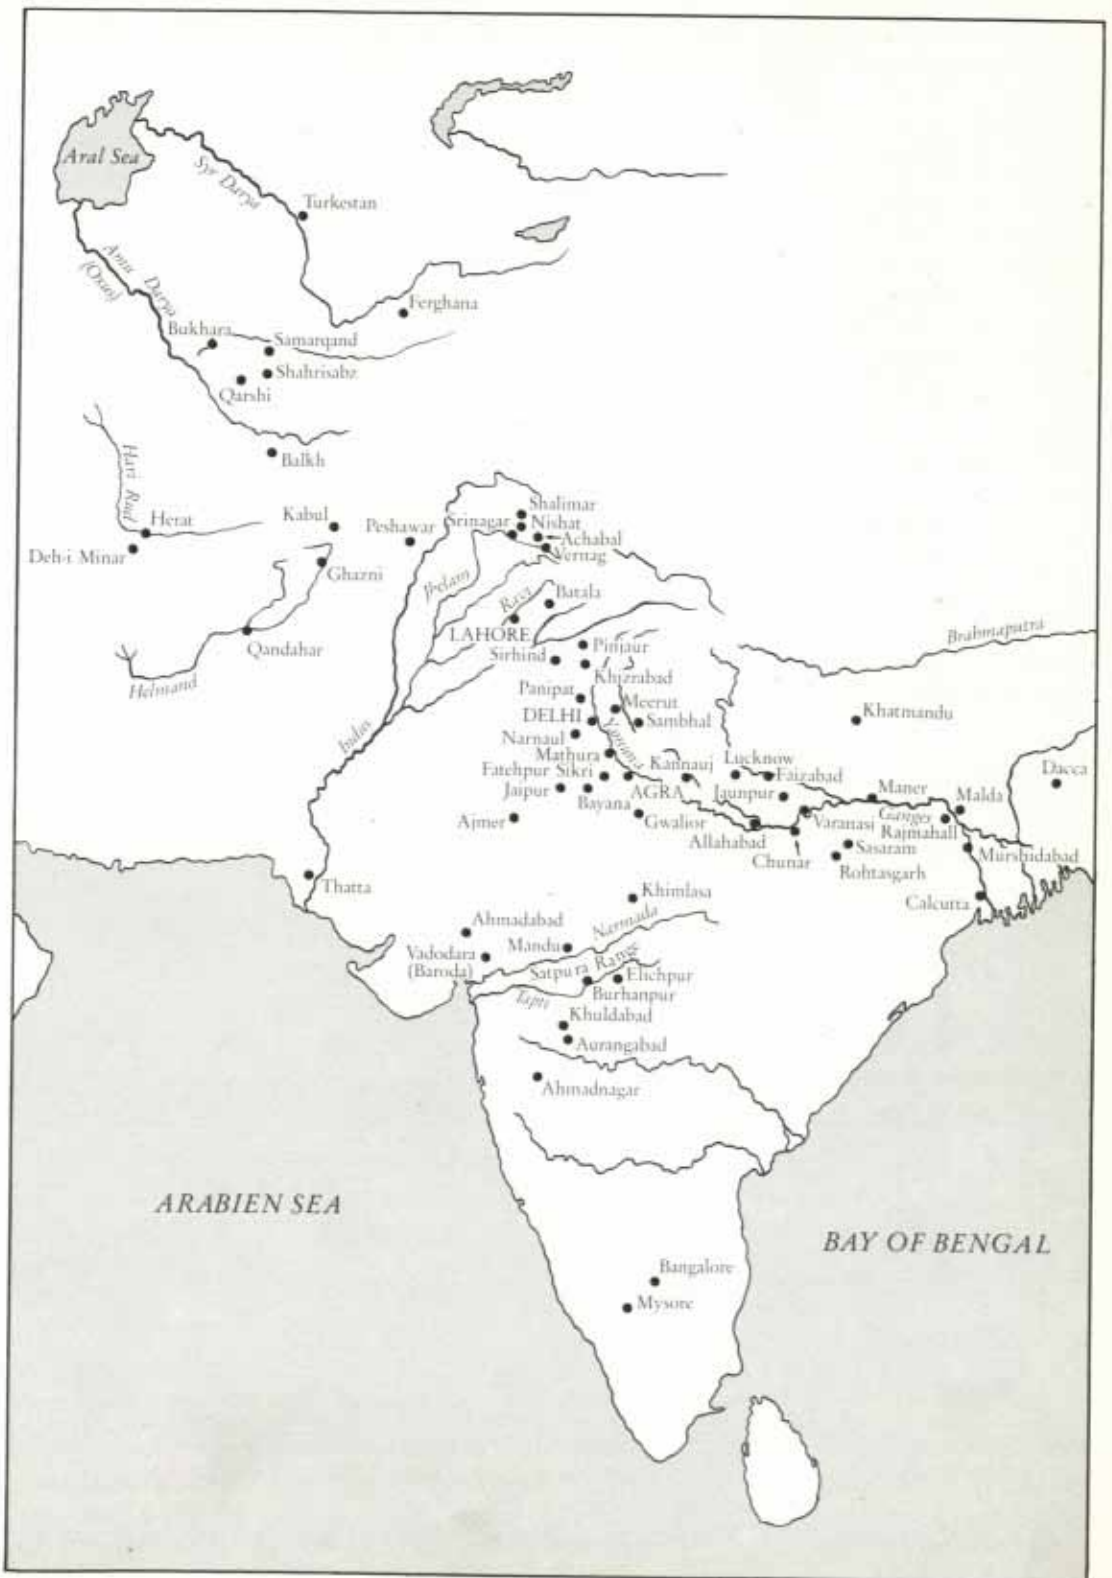 Aral Sea
Syr Darya
Turkestan
Amu Darya
(Oxus)
Ferghana
Bukhara
Samarqand
Shahrisabz
Qarshi
Balkh
Hari Rud
Herat
Deh-i Minar
Kabul
Ghazni
Peshawar
Qandahar
Helmand
Shalimar
Srinagar
Nishat
Achabal
Vernag
Jhelam
Ravi
Batala
LAHORE
Sirhind
Pinjaur
Khizrabad
Brahmaputra
Panipat
Meerut
DELHI
Sambhal
Narnaul
Mathura
Indus
Khatmandu
Fatehpur Sikri
Kannauj
Lucknow
Faizabad
Dacca
Jaipur
Bayana
AGRA
Jaunpur
Maner
Malda
Ajmer
Gwalior
Allahabad
Varanasi
Ganges
Rajmahall
Chunar
Sasaram
Rohtasgarh
Murshidabad
Thatta
Calcutta
Khimlasa
Ahmadabad
Mandu
Narmada
Vadodara
(Baroda)
Satpura Range
Elichpur
Tapti
Burhanpur
Khuldabad
Aurangabad
Ahmadnagar
ARABIEN SEA
BAY OF BENGAL
Bangalore
Mysore